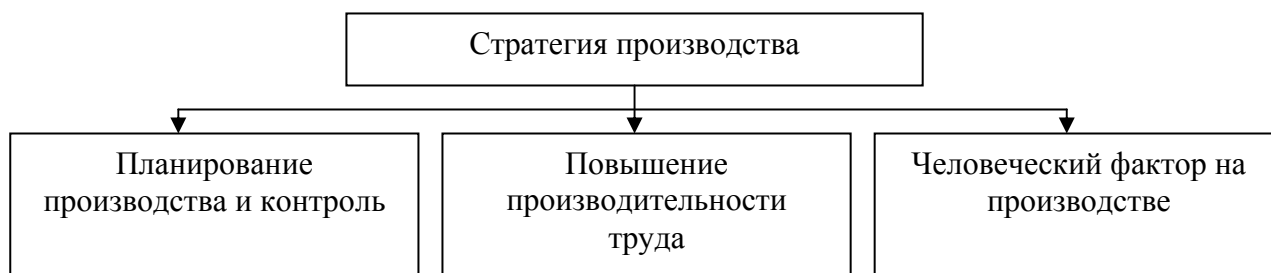 Стратегия производства
Планирование
производства и контроль
Повышение
производительности
труда
Человеческий фактор на
производстве